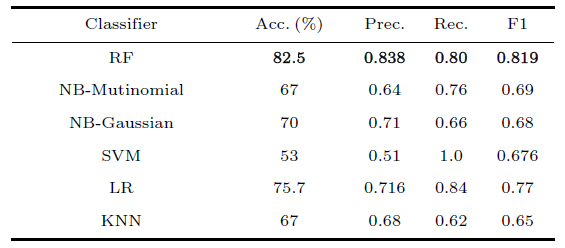 Classifier Acc. (%) Prec. Rec. F1
RF 82.5 0.838 0.80 0.819
NB-Mutinomial 67 0.64 0.76 0.69
NB-Gaussian 70 0.71 0.66 0.68
SVM 53 0.51 1.0 0.676
LR 75.7 0.716 0.84 0.77
KNN 67 0.68 0.62 0.65